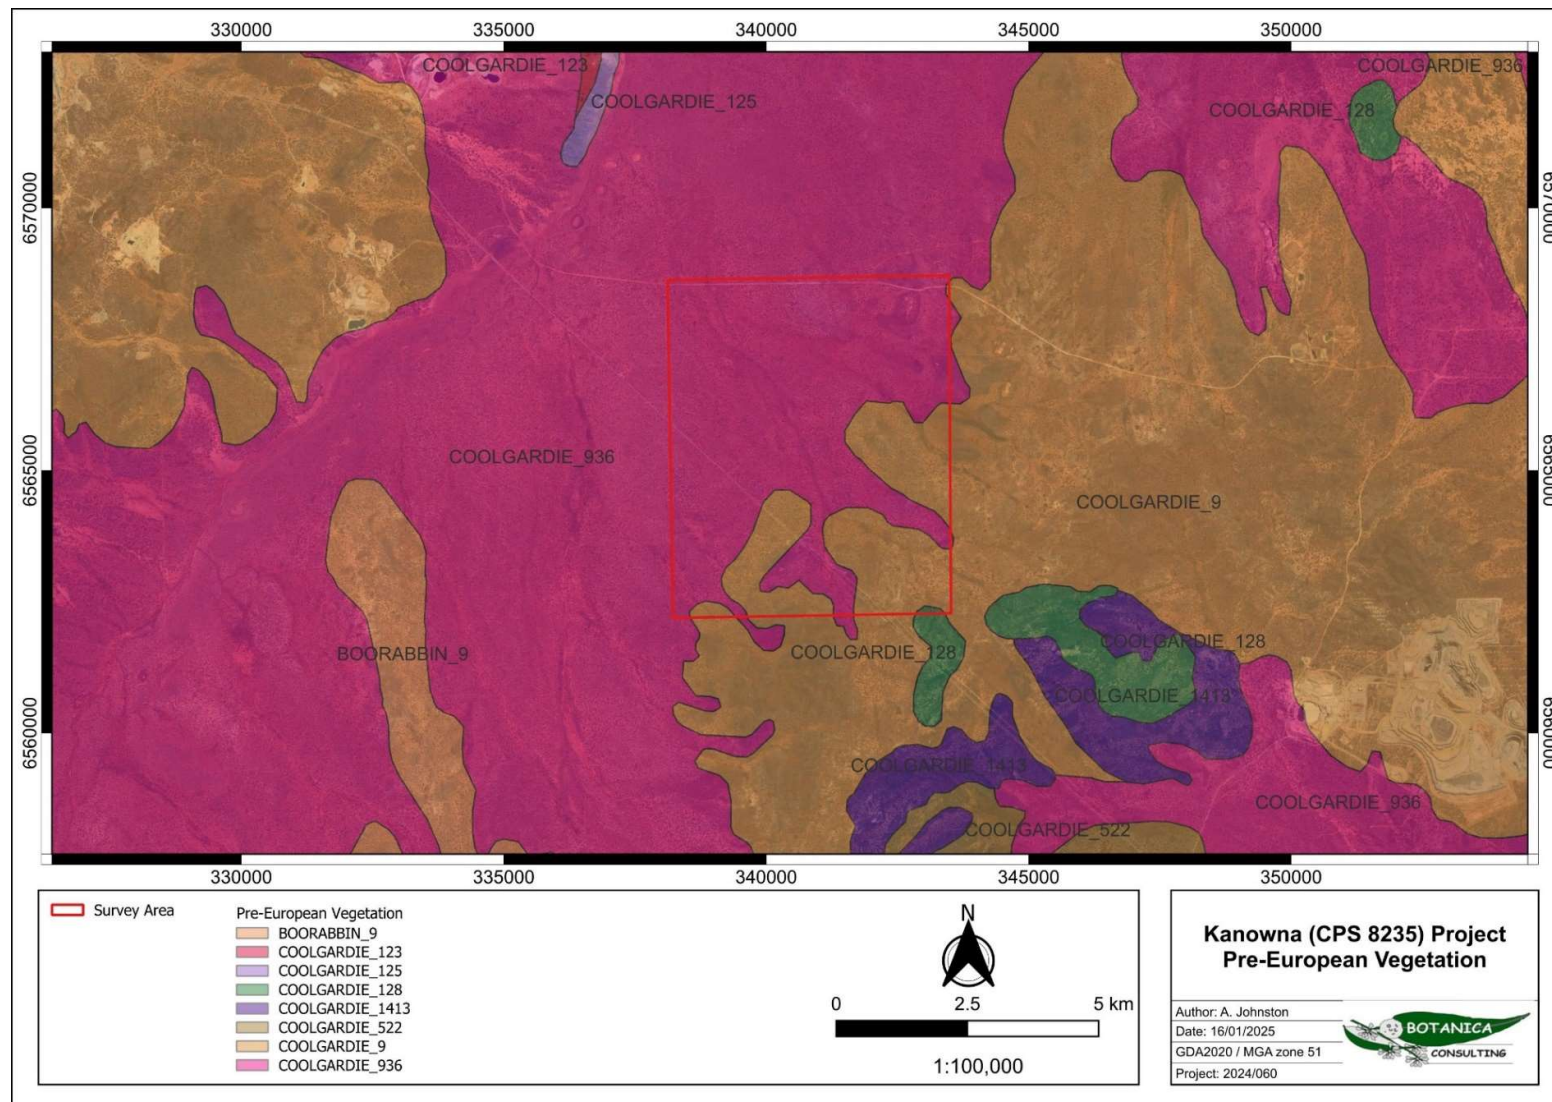 330000 335000 340000 345000 350000
COOLGARDIE_123
COOLGARDIE_936
COOLGARDIE_125
COOLGARDIE_128
6570000
6570000
COOLGARDIE_936
6565000
6565000
COOLGARDIE_9
BOORABBIN_9
COOLGARDIE_128
COOLGARDIE_128
COOLGARDIE_1413
6560000
6560000
COOLGARDIE_1413
COOLGARDIE_936
COOLGARDIE_522
330000 335000 340000 345000 350000
Survey Area
Pre-European Vegetation
BOORABBIN_9
COOLGARDIE_123
COOLGARDIE_125
COOLGARDIE_128
COOLGARDIE_1413
COOLGARDIE_522
COOLGARDIE_9
COOLGARDIE_936
N
0 2.5 5 km
1:100,000
Kanowna (CPS 8235) Project
Pre-European Vegetation
Author: A. Johnston
Date: 16/01/2025
GDA2020 / MGA zone 51
Project: 2024/060
BOTANICA
CONSULTING